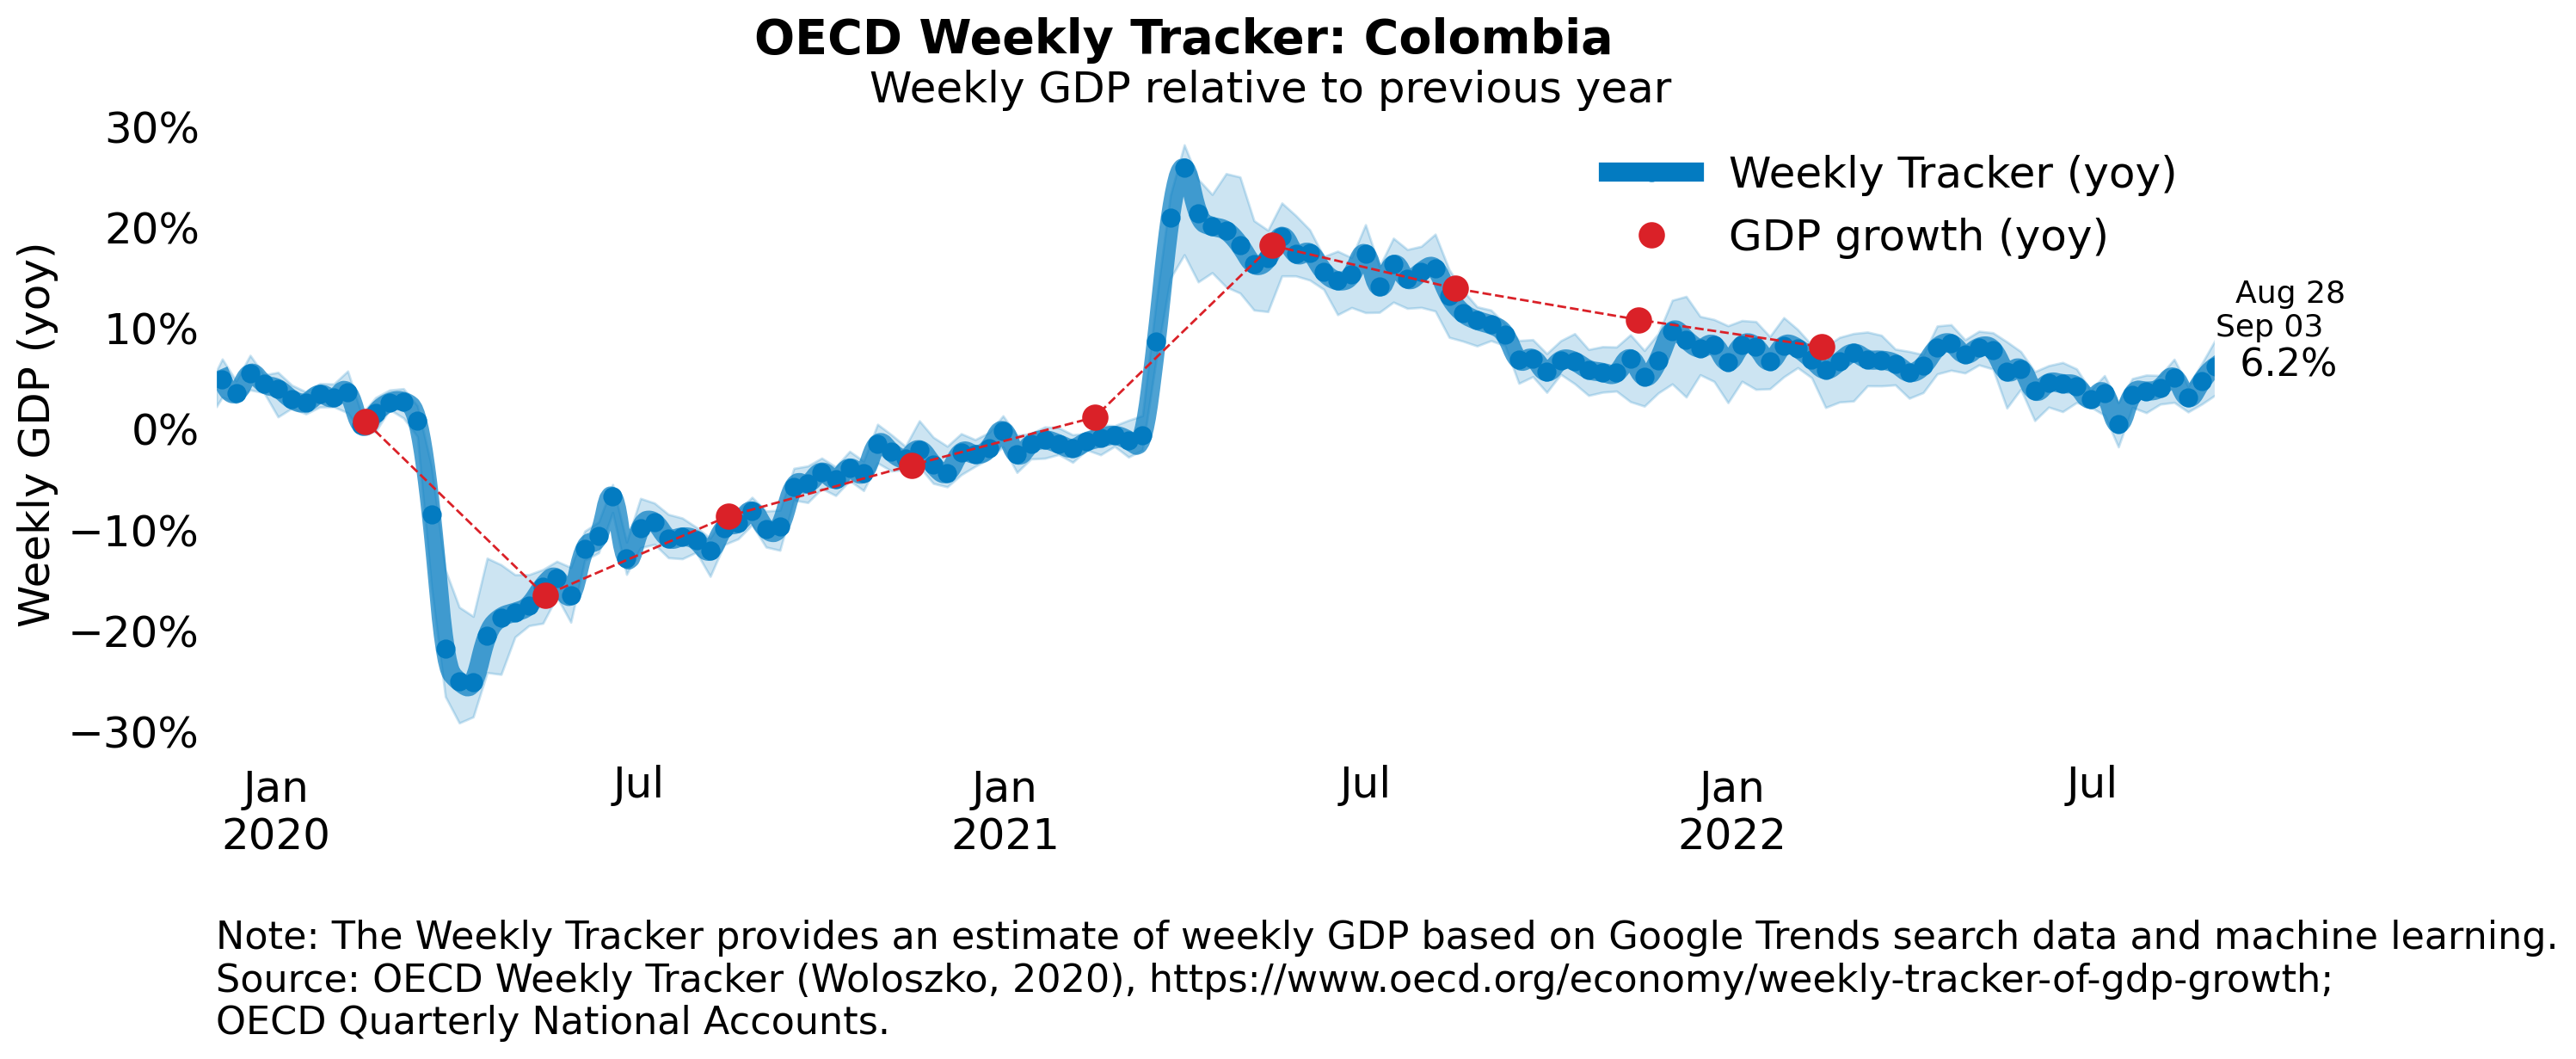 OECD Weekly Tracker: Colombia
Weekly GDP relative to previous year
Weekly GDP (yoy)
30%
20%
10%
0%
−10%
−20%
−30%
Weekly Tracker (yoy)
GDP growth (yoy)
Aug 28
Sep 03
6.2%
Jan
2020
Jul
Jan
2021
Jul
Jan
2022
Jul
Note: The Weekly Tracker provides an estimate of weekly GDP based on Google Trends search data and machine learning.
Source: OECD Weekly Tracker (Woloszko, 2020), https://www.oecd.org/economy/weekly-tracker-of-gdp-growth;
OECD Quarterly National Accounts.